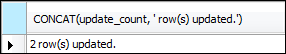 CONCAT(update_count, ' row(s) updated.')
2 row(s) updated.